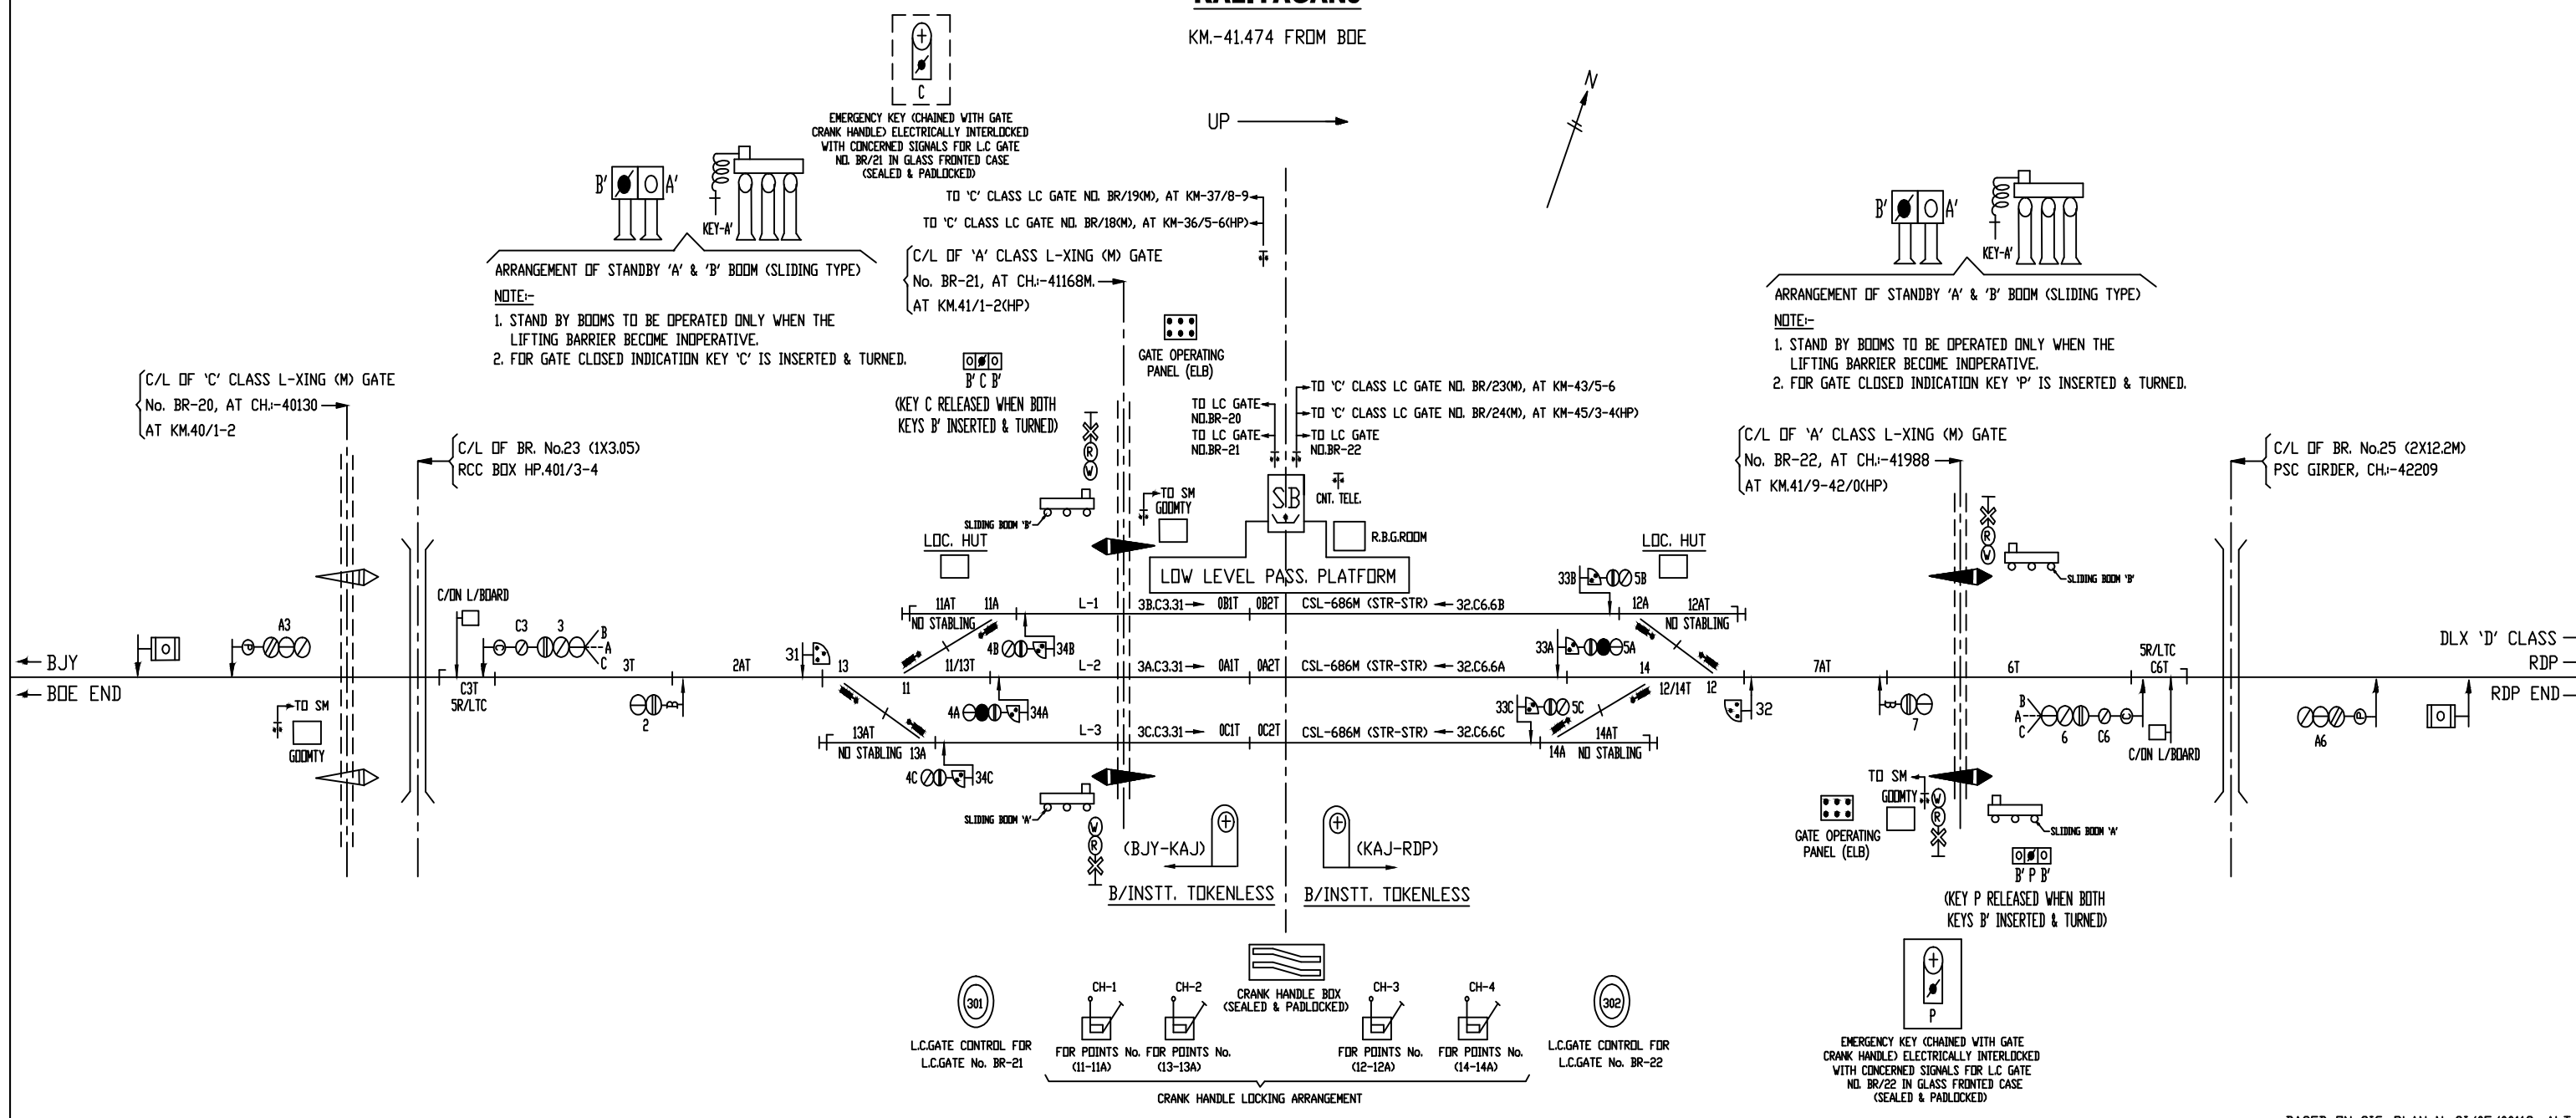 KM.-41.474 FROM BOE
C
EMERGENCY KEY (CHAINED WITH GATE
CRANK HANDLE) ELECTRICALLY INTERLOCKED
WITH CONCERNED SIGNALS FOR L.C GATE
NO. BR/21 IN GLASS FRONTED CASE
(SEALED & PADLOCKED)
UP
N
B' A'
KEY-A'
ARRANGEMENT OF STANDBY 'A' & 'B' BOOM (SLIDING TYPE)
NOTE:-
1. STAND BY BOOMS TO BE OPERATED ONLY WHEN THE
LIFTING BARRIER BECOME INOPERATIVE.
2. FOR GATE CLOSED INDICATION KEY 'C' IS INSERTED & TURNED.
TO 'C' CLASS LC GATE NO. BR/19(M), AT KM-37/8-9
TO 'C' CLASS LC GATE NO. BR/18(M), AT KM-36/5-6(HP)
C/L OF 'A' CLASS L-XING (M) GATE
No. BR-21, AT CH.:-41168M.
AT KM.41/1-2(HP)
B' A'
KEY-A'
ARRANGEMENT OF STANDBY 'A' & 'B' BOOM (SLIDING TYPE)
NOTE:-
1. STAND BY BOOMS TO BE OPERATED ONLY WHEN THE
LIFTING BARRIER BECOME INOPERATIVE.
2. FOR GATE CLOSED INDICATION KEY 'P' IS INSERTED & TURNED.
GATE OPERATING
PANEL (ELB)
B' C B'
(KEY C RELEASED WHEN BOTH
KEYS B' INSERTED & TURNED)
C/L OF 'C' CLASS L-XING (M) GATE
No. BR-20, AT CH.:-40130
AT KM.40/1-2
C/L OF BR. No.23 (1X3.05)
RCC BOX HP.401/3-4
TO LC GATE
NO.BR-20
TO LC GATE
NO.BR-21
TO 'C' CLASS LC GATE NO. BR/23(M), AT KM-43/5-6
TO 'C' CLASS LC GATE NO. BR/24(M), AT KM-45/3-4(HP)
TO LC GATE
NO.BR-22
C/L OF 'A' CLASS L-XING (M) GATE
No. BR-22, AT CH.:-41988
AT KM.41/9-42/0(HP)
C/L OF BR. No.25 (2X12.2M)
PSC GIRDER, CH.:-42209
R
W
SLIDING BOOM 'B'
TO SM
GOOMTY
SB
CNT. TELE.
R.B.G.ROOM
LOC. HUT
LOC. HUT
LOW LEVEL PASS. PLATFORM
R
W
SLIDING BOOM 'B'
C/ON L/BOARD
33B 5B
11AT 11A L-1 3B.C3.31 0B1T 0B2T CSL-686M (STR-STR) 32.C6.6B 12A 12AT
NO STABLING
NO STABLING
A3
C3 3 B
A
C
31
4B 34B
33A 5A
BJY
3T 2AT 13 11/13T L-2 3A.C3.31 0A1T 0A2T CSL-686M (STR-STR) 32.C6.6A 14 7AT 6T
5R/LTC
C6T
DLX 'D' CLASS
RDP
BOE END
C3T
5R/LTC
11
12/14T 12
RDP END
TO SM
GOOMTY
2
4A 34A
33C 5C
32
7
B
A
C
6 C6
C/ON L/BOARD
A6
13AT L-3 3C.C3.31 0C1T 0C2T CSL-686M (STR-STR) 32.C6.6C 14AT
NO STABLING 13A
14A NO STABLING
4C 34C
SLIDING BOOM 'A'
W
R
TO SM
GOOMTY
W
R
SLIDING BOOM 'A'
GATE OPERATING
PANEL (ELB)
B' P B'
(KEY P RELEASED WHEN BOTH
KEYS B' INSERTED & TURNED)
(BJY-KAJ)
(KAJ-RDP)
B/INSTT. TOKENLESS
B/INSTT. TOKENLESS
P
EMERGENCY KEY (CHAINED WITH GATE
CRANK HANDLE) ELECTRICALLY INTERLOCKED
WITH CONCERNED SIGNALS FOR L.C GATE
NO. BR/22 IN GLASS FRONTED CASE
(SEALED & PADLOCKED)
CRANK HANDLE BOX
(SEALED & PADLOCKED)
301
L.C.GATE CONTROL FOR
L.C.GATE No. BR-21
CH-1
FOR POINTS No.
(11-11A)
CH-2
FOR POINTS No.
(13-13A)
CH-3
FOR POINTS No.
(12-12A)
CH-4
FOR POINTS No.
(14-14A)
302
L.C.GATE CONTROL FOR
L.C.GATE No. BR-22
CRANK HANDLE LOCKING ARRANGEMENT